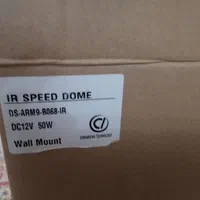 IR SPEED DOME
DS-ARM9-R068-IR
DC12V 50W
Wall Mount